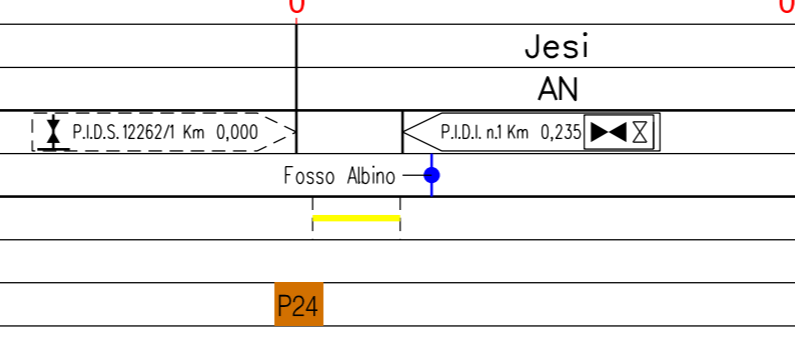 0 0
Jesi
AN
P.I.D.S. 12262/1 Km 0,000 P.I.D.I. n.1 Km 0,235
Fosso Albino
P24